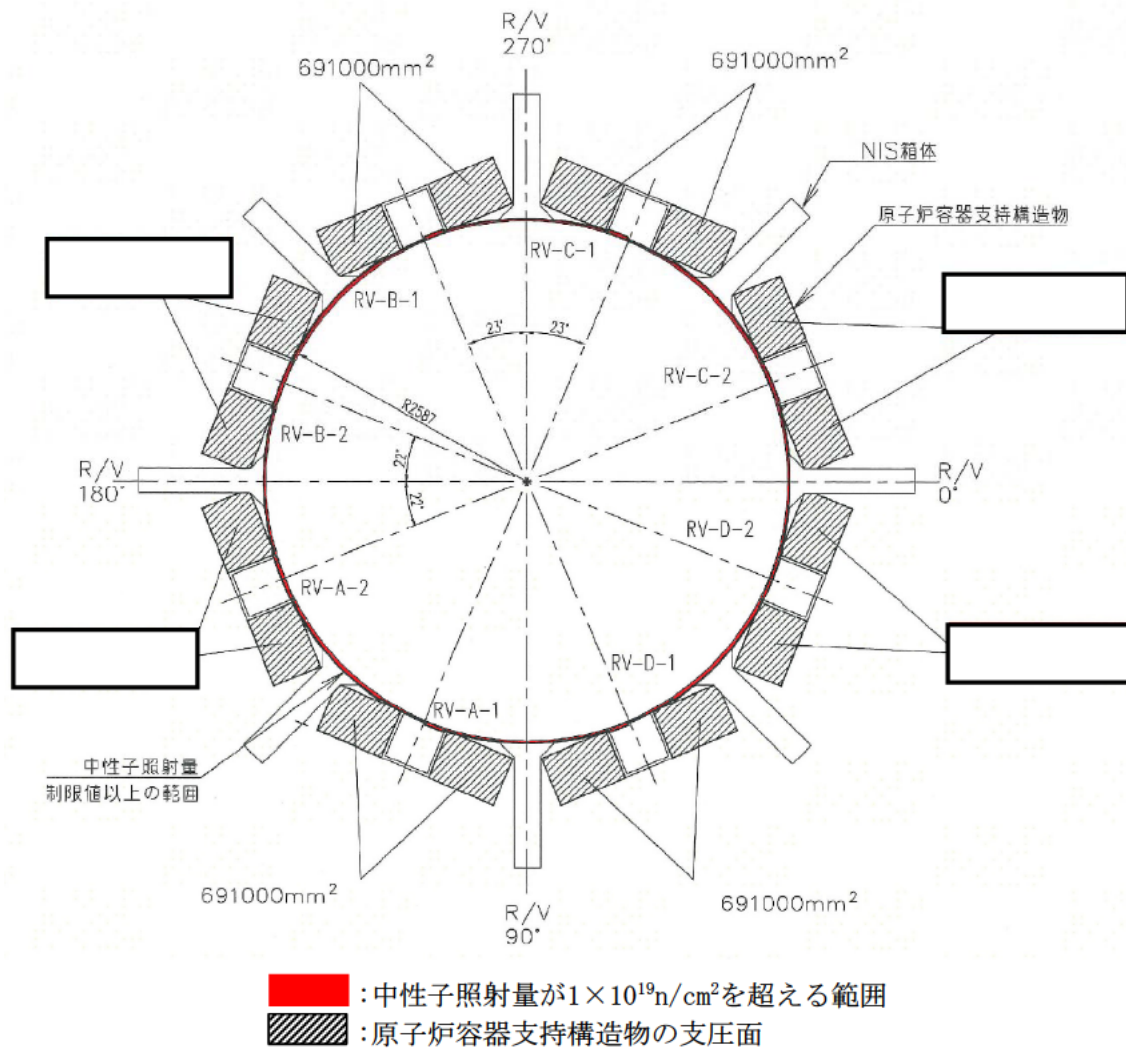 R/V
270°
691000mm²
691000mm²
NIS箱体
原子炉容器支持構造物
RV-C-1
RV-B-1
23°
23°
RV-C-2
R2587
RV-B-2
22°
R/V
180°
R/V
0°
22°
RV-D-2
RV-A-2
RV-D-1
RV-A-1
中性子照射量
制限値以上の範囲
691000mm²
R/V
90°
691000mm²
:中性子照射量が1×10¹⁹n/cm²を超える範囲
:原子炉容器支持構造物の支圧面